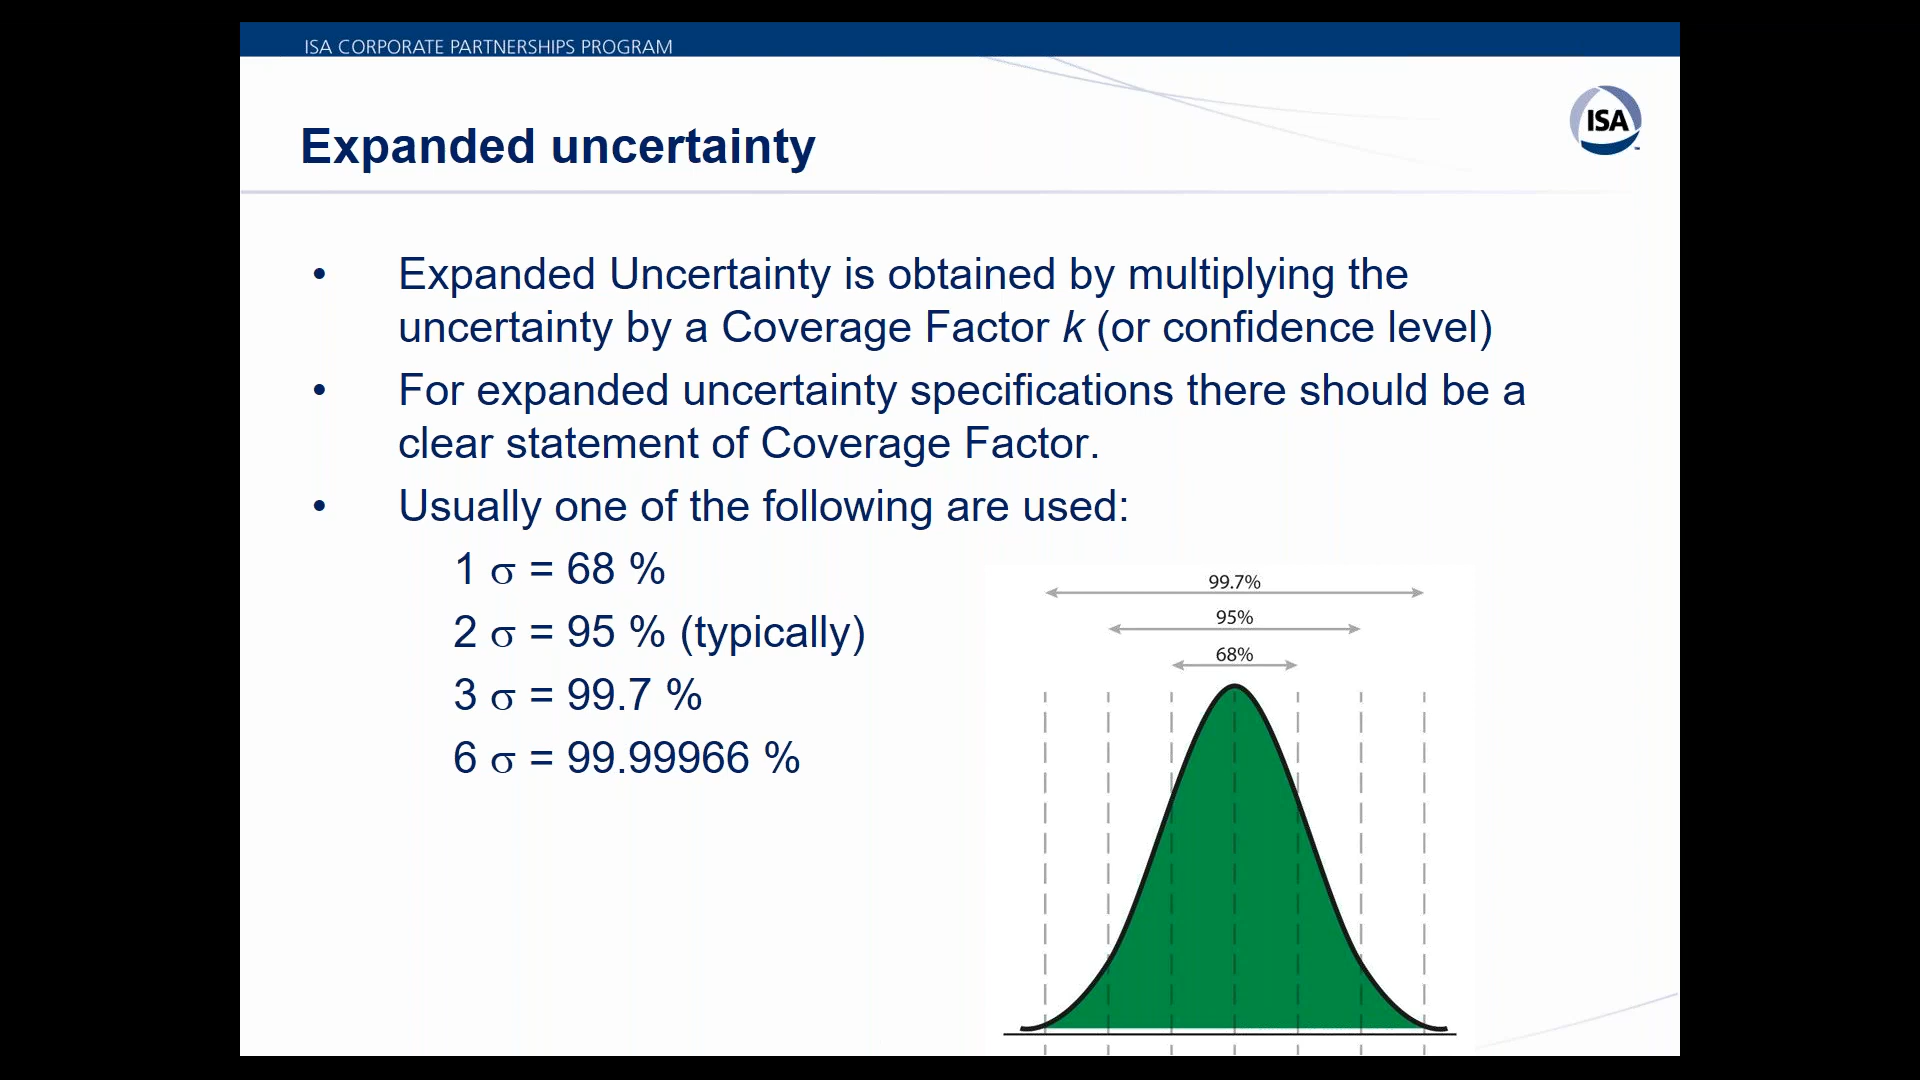 ISA CORPORATE PARTNERSHIPS PROGRAM
ISA
Expanded uncertainty
• Expanded Uncertainty is obtained by multiplying the
uncertainty by a Coverage Factor k (or confidence level)
• For expanded uncertainty specifications there should be a
clear statement of Coverage Factor.
• Usually one of the following are used:
1 σ = 68 %
2 σ = 95 % (typically)
3 σ = 99.7 %
6 σ = 99.99966 %
99.7%
95%
68%